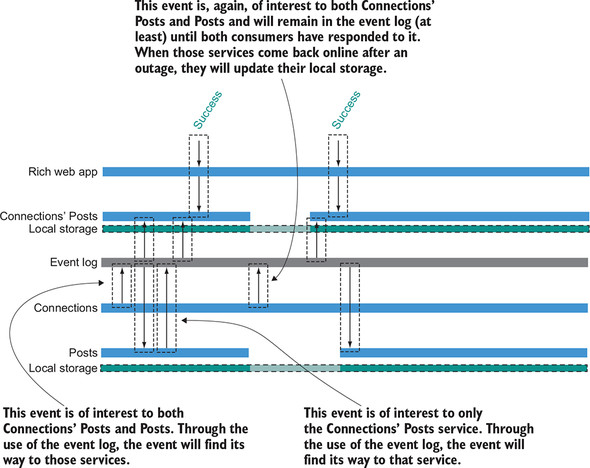 This event is, again, of interest to both Connections’
Posts and Posts and will remain in the event log (at
least) until both consumers have responded to it.
When those services come back online after an
outage, they will update their local storage.
Success
Success
Rich web app
Connections’ Posts
Local storage
Event log
Connections
Posts
Local storage
This event is of interest to both
Connections’ Posts and Posts. Through the
use of the event log, the event will find its
way to those services.
This event is of interest to only
the Connections’ Posts service. Through
the use of the event log, the event will
find its way to that service.